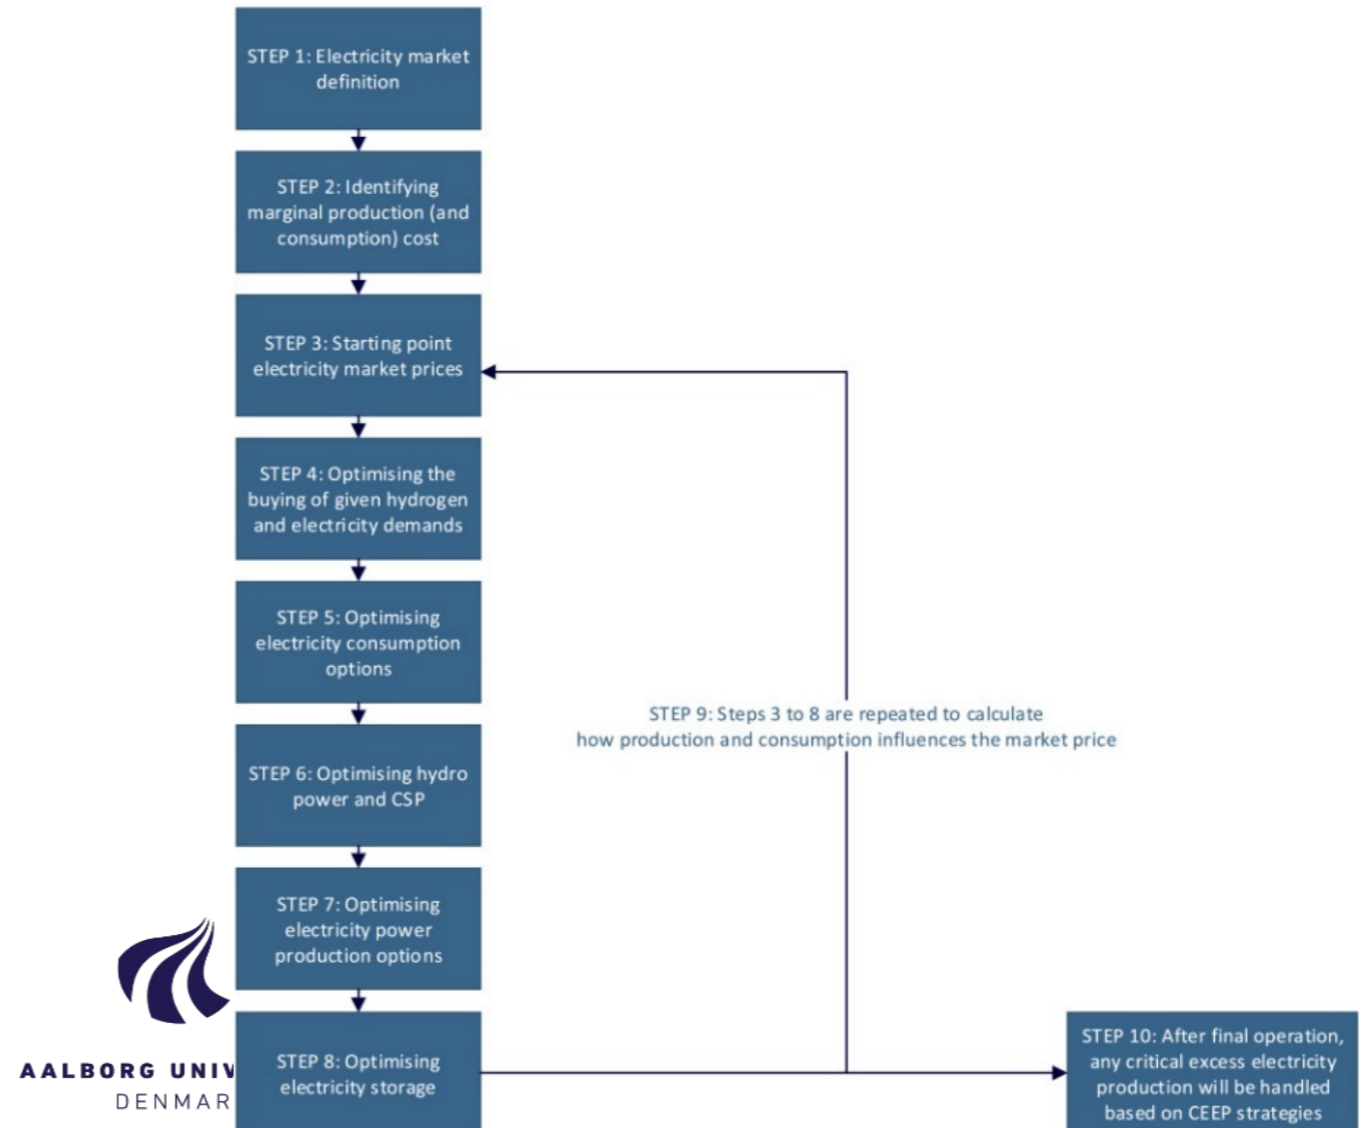 STEP 1: Electricity market
definition
STEP 2: Identifying
marginal production (and
consumption) cost
STEP 3: Starting point
electricity market prices
STEP 4: Optimising the
buying of given hydrogen
and electricity demands
STEP 5: Optimising
electricity consumption
options
STEP 9: Steps 3 to 8 are repeated to calculate
how production and consumption influences the market price
STEP 6: Optimising hydro
power and CSP
STEP 7: Optimising
electricity power
production options
STEP 8: Optimising
electricity storage
STEP 10: After final operation,
any critical excess electricity
production will be handled
based on CEEP strategies
AALBORG UNIV
DENMAR